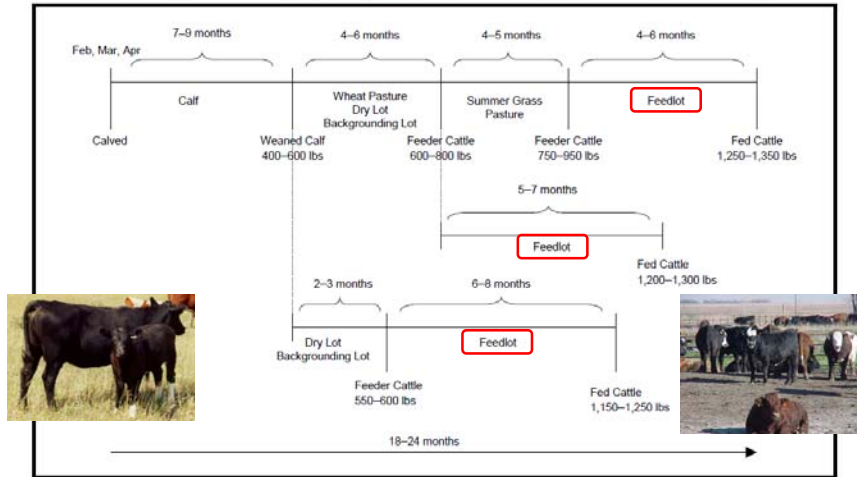 7–9 months
4–6 months
4–5 months
4–6 months
Feb, Mar, Apr
Calf
Wheat Pasture
Dry Lot
Backgrounding Lot
Summer Grass
Pasture
Feedlot
Calved
Weaned Calf
400–600 lbs
Feeder Cattle
600–800 lbs
Feeder Cattle
750–950 lbs
Fed Cattle
1,250–1,350 lbs
5–7 months
Feedlot
Fed Cattle
1,200–1,300 lbs
2–3 months
6–8 months
Dry Lot
Backgrounding Lot
Feedlot
Feeder Cattle
550–600 lbs
Fed Cattle
1,150–1,250 lbs
18–24 months